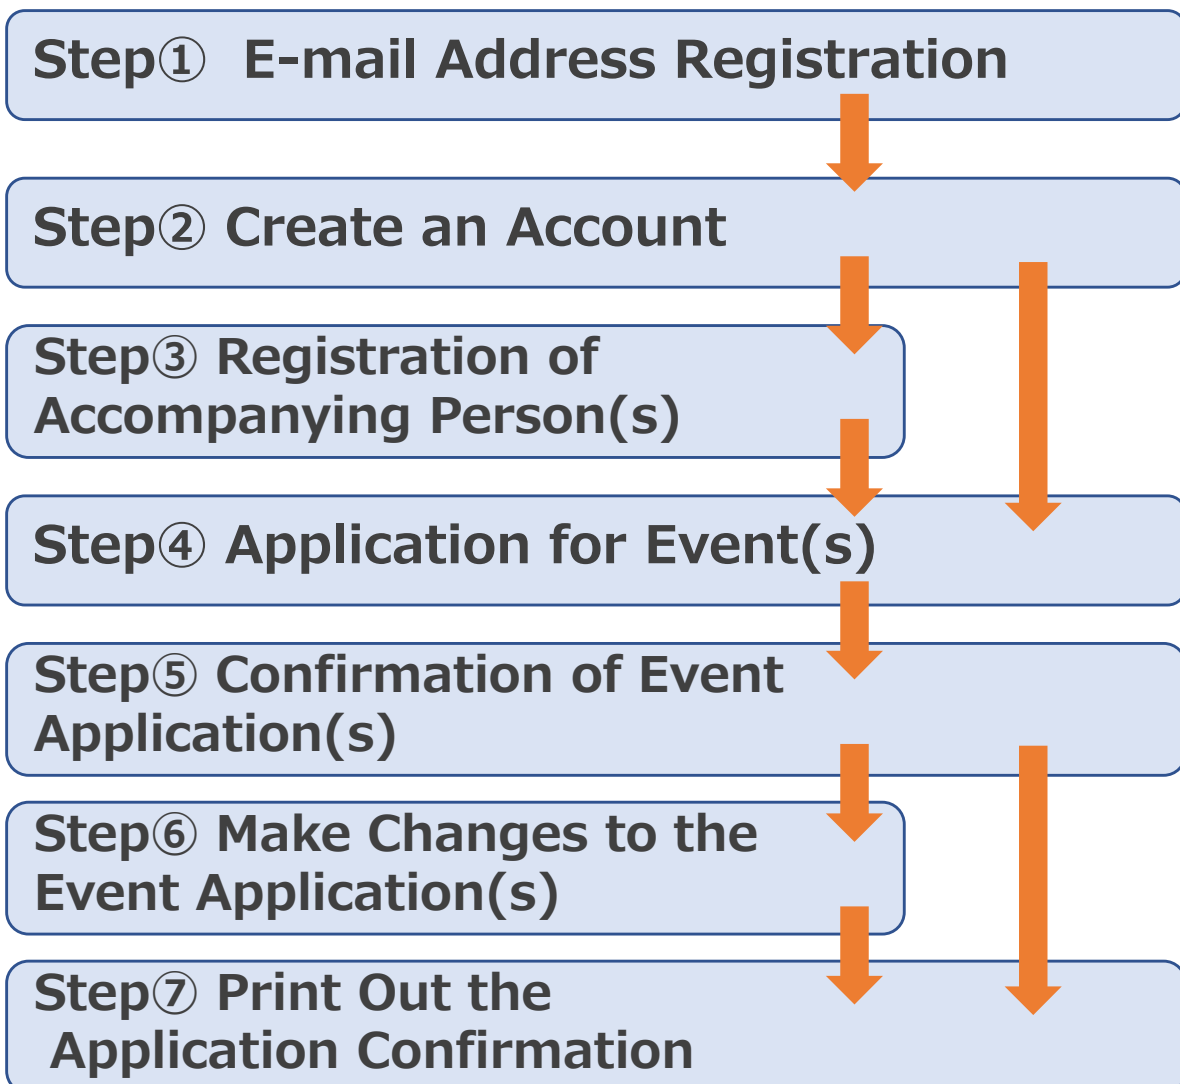 Step① E-mail Address Registration
Step② Create an Account
Step③ Registration of
Accompanying Person(s)
Step④ Application for Event(s)
Step⑤ Confirmation of Event
Application(s)
Step⑥ Make Changes to the
Event Application(s)
Step⑦ Print Out the
Application Confirmation